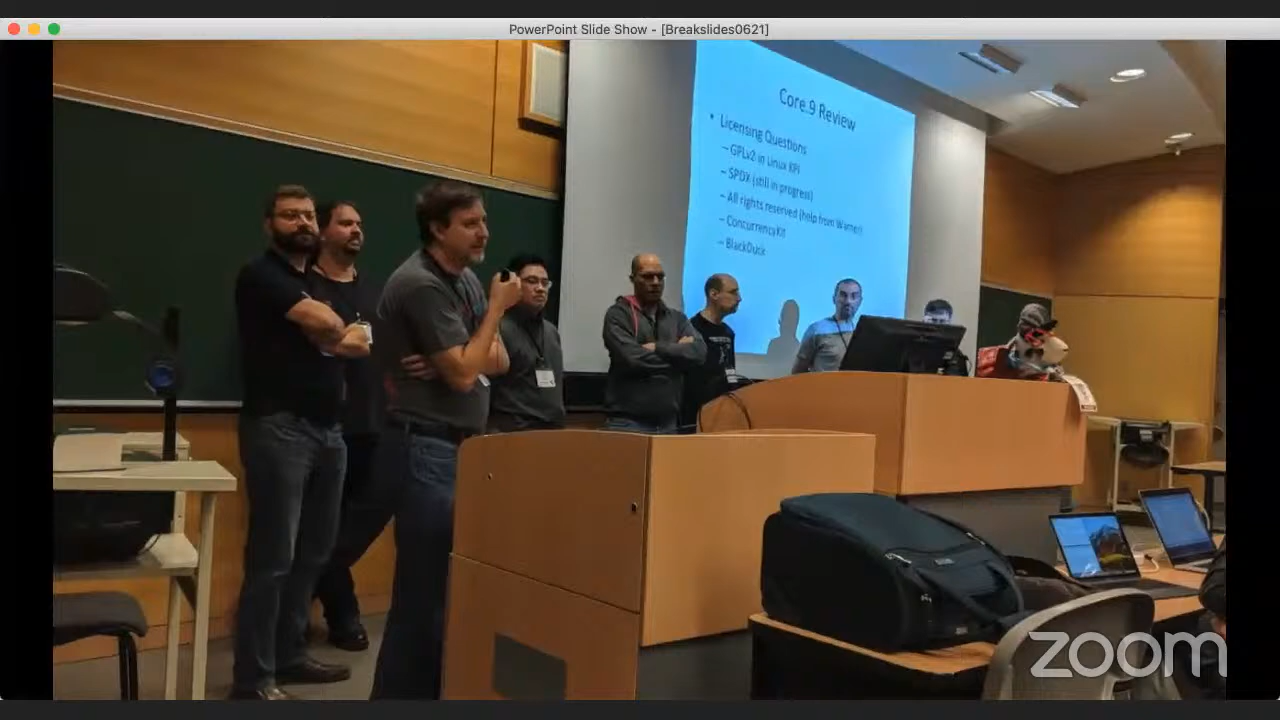 PowerPoint Slide Show - [Breakslides0621]
Core.9 Review
• Licensing Questions
– GPLv2 in Linux KPI
– SPDX (still in progress)
– All rights reserved (help from Warner)
– ConcurrencyKit
– BlackDuck
zoom